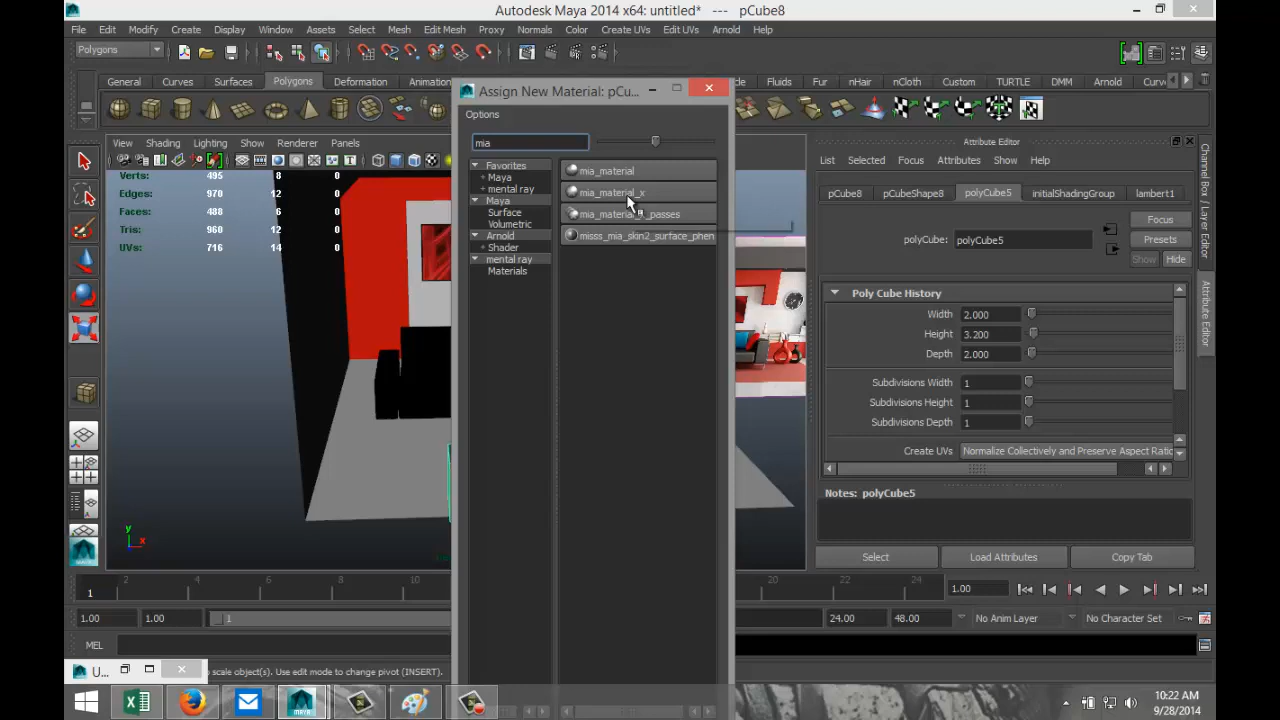 Autodesk Maya 2014 x64: untitled* --- pCube8
File Edit Modify Create Display Window Assets Select Mesh Edit Mesh Proxy Normals Color Create UVs Edit UVs Arnold Help
Polygons
General Curves Surfaces Polygons Deformation Animation Fluids Fur nHair nCloth Custom TURTLE DMM Arnold Curv
Assign New Material: pCu...
Options
mia
Favorites
Maya
mental ray
Maya
Surface
Volumetric
Arnold
Shader
mental ray
Materials
mia_material
mia_material_x
misss_mia_skin2_surface_phen
View Shading Lighting Show Renderer Panels
Verts: 495 8 0
Edges: 970 12 0
Faces: 488 6 0
Tris: 960 12 0
UVs: 716 14 0
y
x
Attribute Editor
List Selected Focus Attributes Show Help
pCube8 pCubeShape8 polyCube5 initialShadingGroup lambert1
polyCube: polyCube5
Focus
Presets
Show Hide
Poly Cube History
Width 2.000
Height 3.200
Depth 2.000
Subdivisions Width 1
Subdivisions Height 1
Subdivisions Depth 1
Create UVs Normalize Collectively and Preserve Aspect Ratio
Notes: polyCube5
Select Load Attributes Copy Tab
Channel Box / Layer Editor
Attribute Editor
1 2 4 6 8 10 20 22 24 1.00
1.00 1.00 1 24.00 48.00 No Anim Layer No Character Set
MEL
U... o scale object(s). Use edit mode to change pivot (INSERT).
10:22 AM
9/28/2014